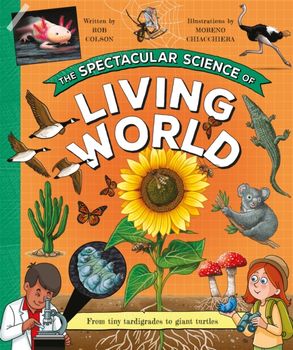 Written by
ROB
COLSON
Illustrations by
MORENO
CHIACCHIERA
THE SPECTACULAR SCIENCE OF
LIVING
WORLD
From tiny tardigrades to giant turtles